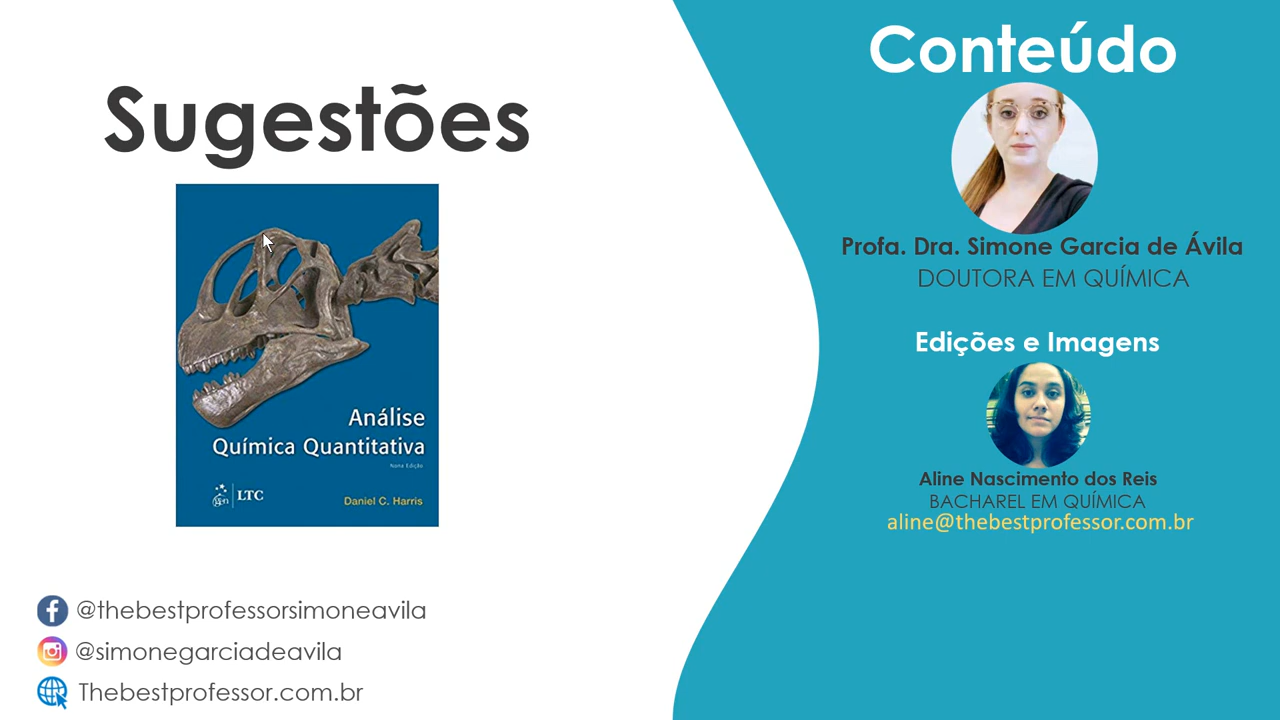 Sugestões
Análise
Química Quantitativa
Nona Edição
LTC
Daniel C. Harris
@thebestprofessorsimoneavila
@simonegarciadeavila
Thebestprofessor.com.br
Conteúdo
Profa. Dra. Simone Garcia de Ávila
DOUTORA EM QUÍMICA
Edições e Imagens
Aline Nascimento dos Reis
BACHAREL EM QUÍMICA
aline@thebestprofessor.com.br